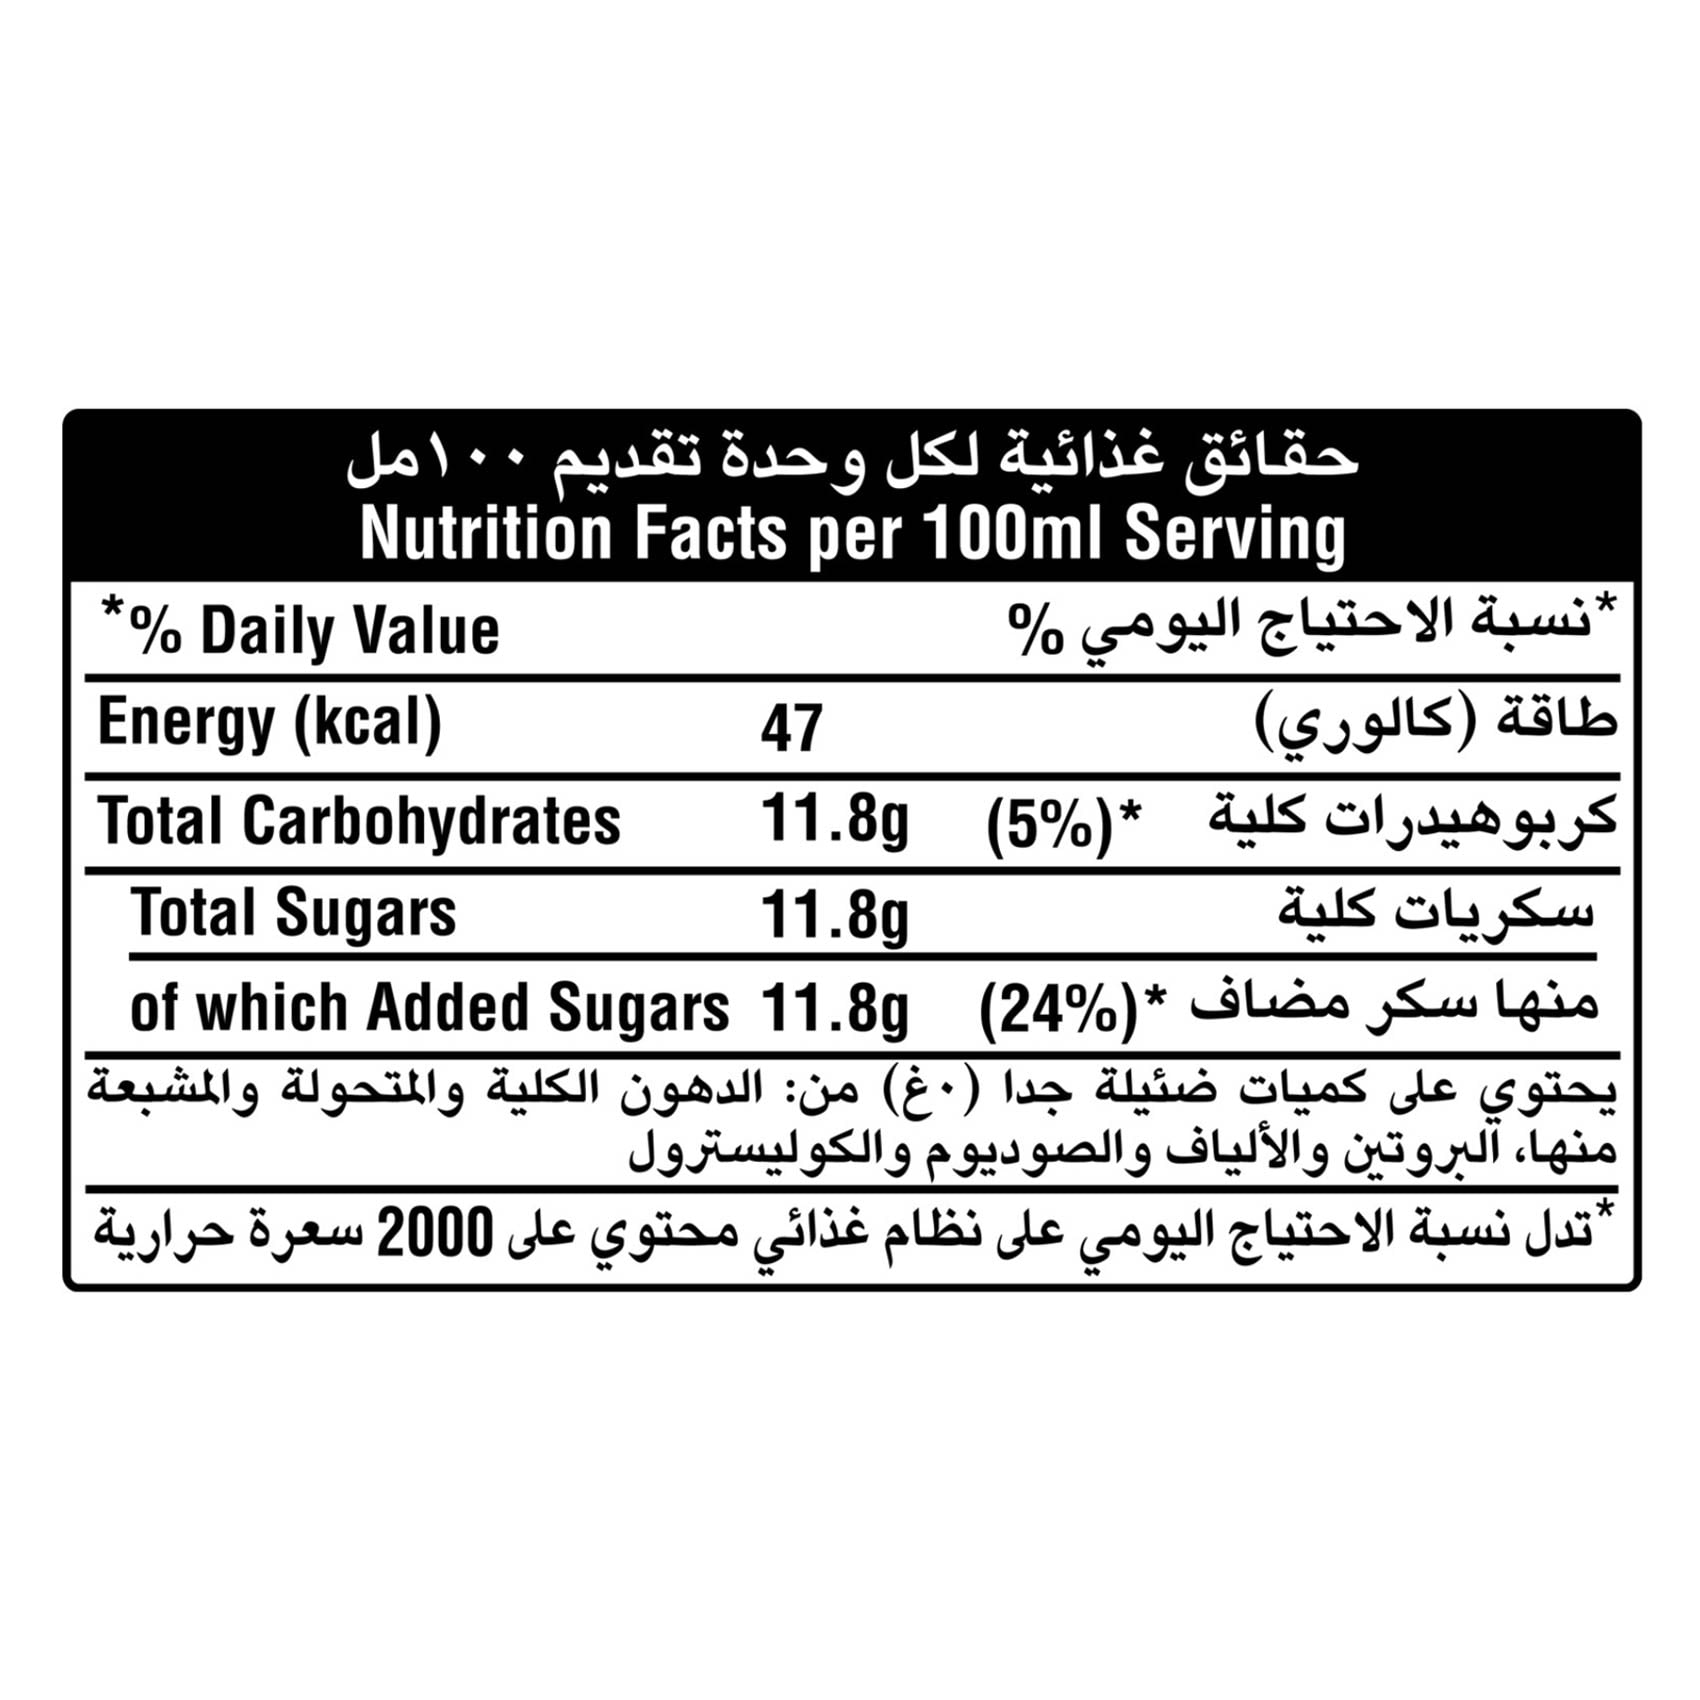 حقائق غذائية لكل وحدة تقديم ١٠٠مل
Nutrition Facts per 100ml Serving
*% Daily Value % نسبة الاحتياج اليومي*
Energy (kcal) 47 طاقة (كالوري)
Total Carbohydrates 11.8g (5%)* كربوهيدرات كلية
Total Sugars 11.8g سكريات كلية
of which Added Sugars 11.8g (24%)* منها سكر مضاف
يحتوي على كميات ضئيلة جدا (٠غ) من: الدهون الكلية والمتحولة والمشبعة
منها، البروتين والألياف والصوديوم والكوليسترول
*تدل نسبة الاحتياج اليومي على نظام غذائي محتوي على 2000 سعرة حرارية